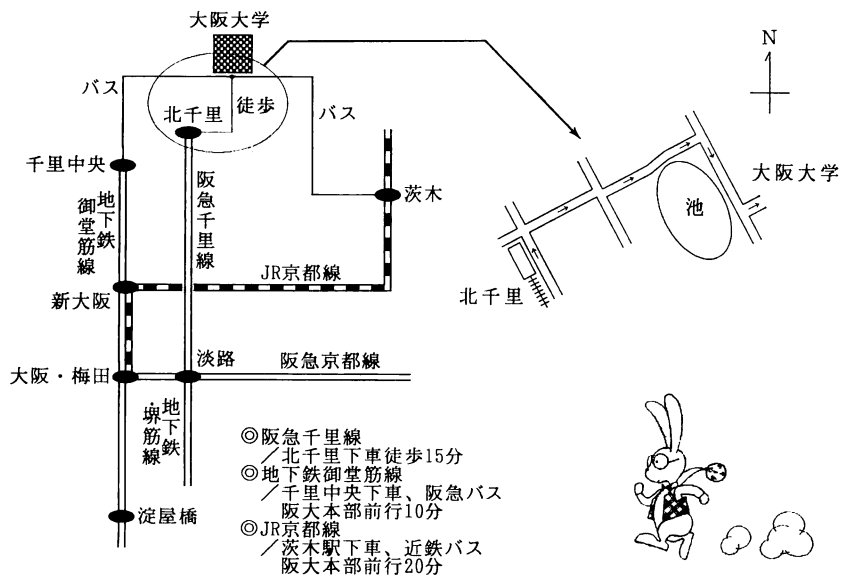 大阪大学
バス
北千里
徒歩
バス
千里中央
地下鉄
御堂筋線
阪急千里線
茨木
JR京都線
新大阪
大阪・梅田
淡路
阪急京都線
地下鉄
・堺筋線
淀屋橋
N
大阪大学
池
北千里
◎阪急千里線
／北千里下車徒歩15分
◎地下鉄御堂筋線
／千里中央下車、阪急バス
阪大本部前行10分
◎JR京都線
／茨木駅下車、近鉄バス
阪大本部前行20分